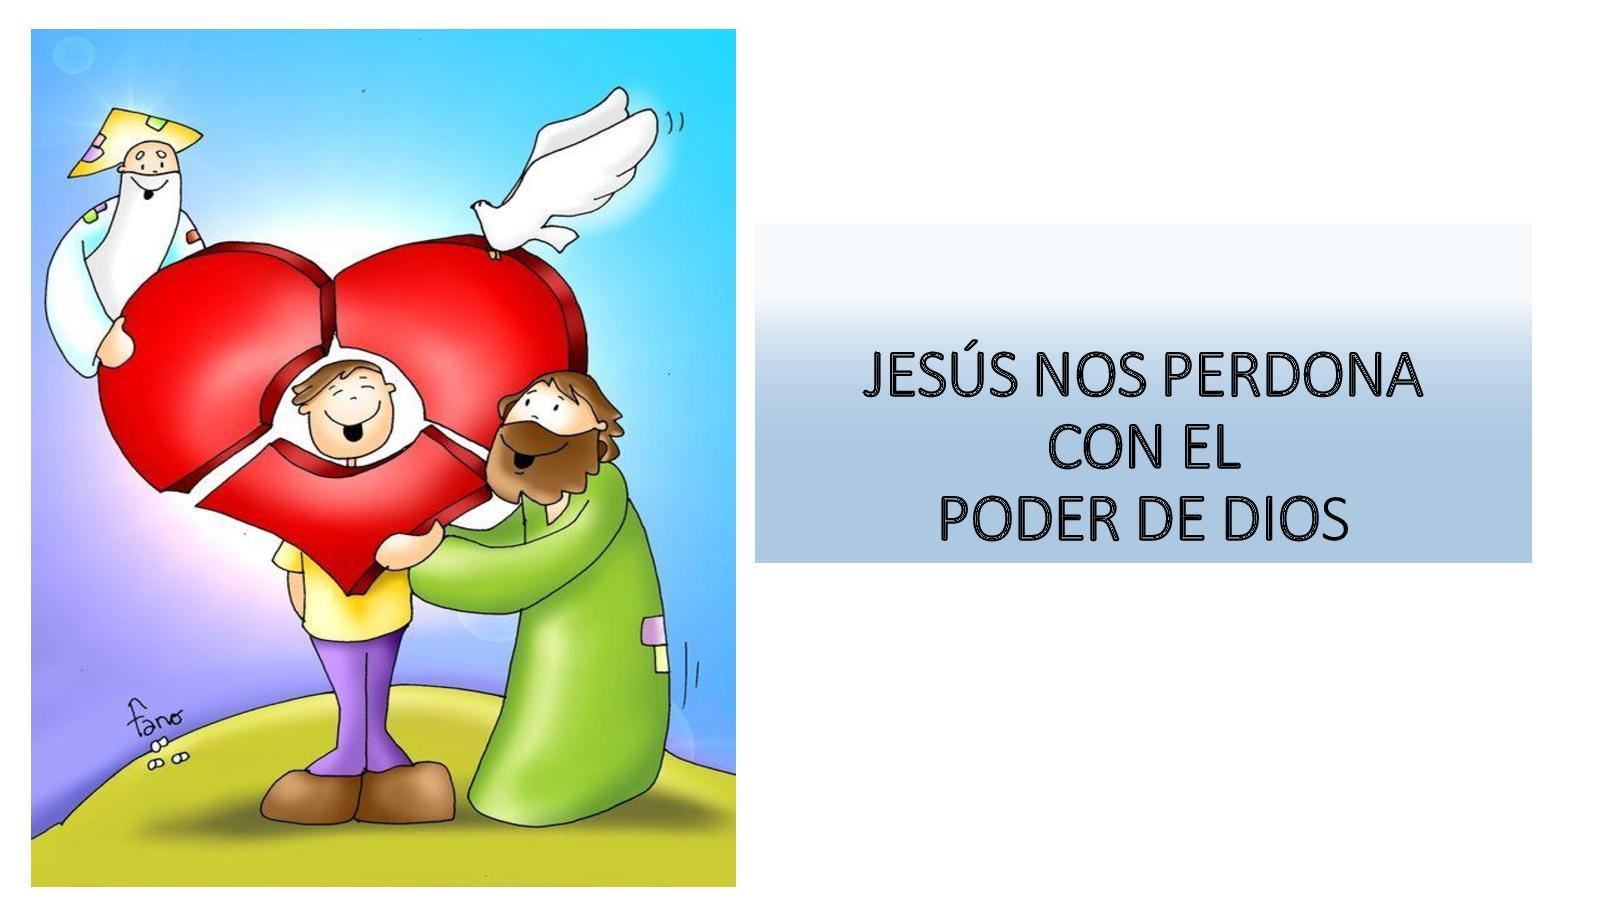 fano
JESÚS NOS PERDONA
CON EL
PODER DE DIOS